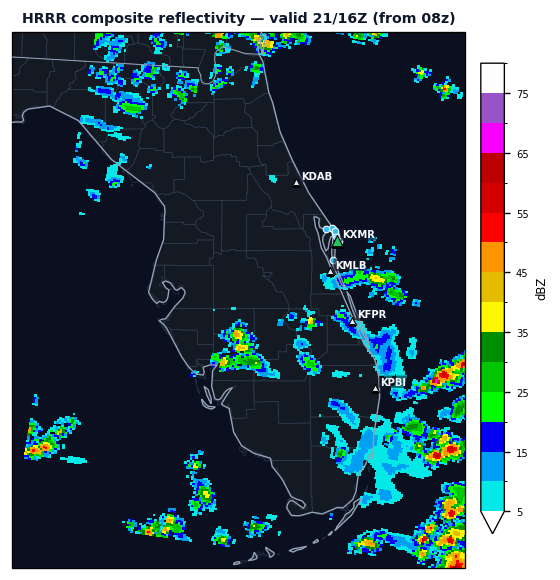 HRRR composite reflectivity — valid 21/16Z (from 08z)
KDAB
KXMR
KMLB
KFPR
KPBI
75
65
55
45
35
25
15
5
dBZ